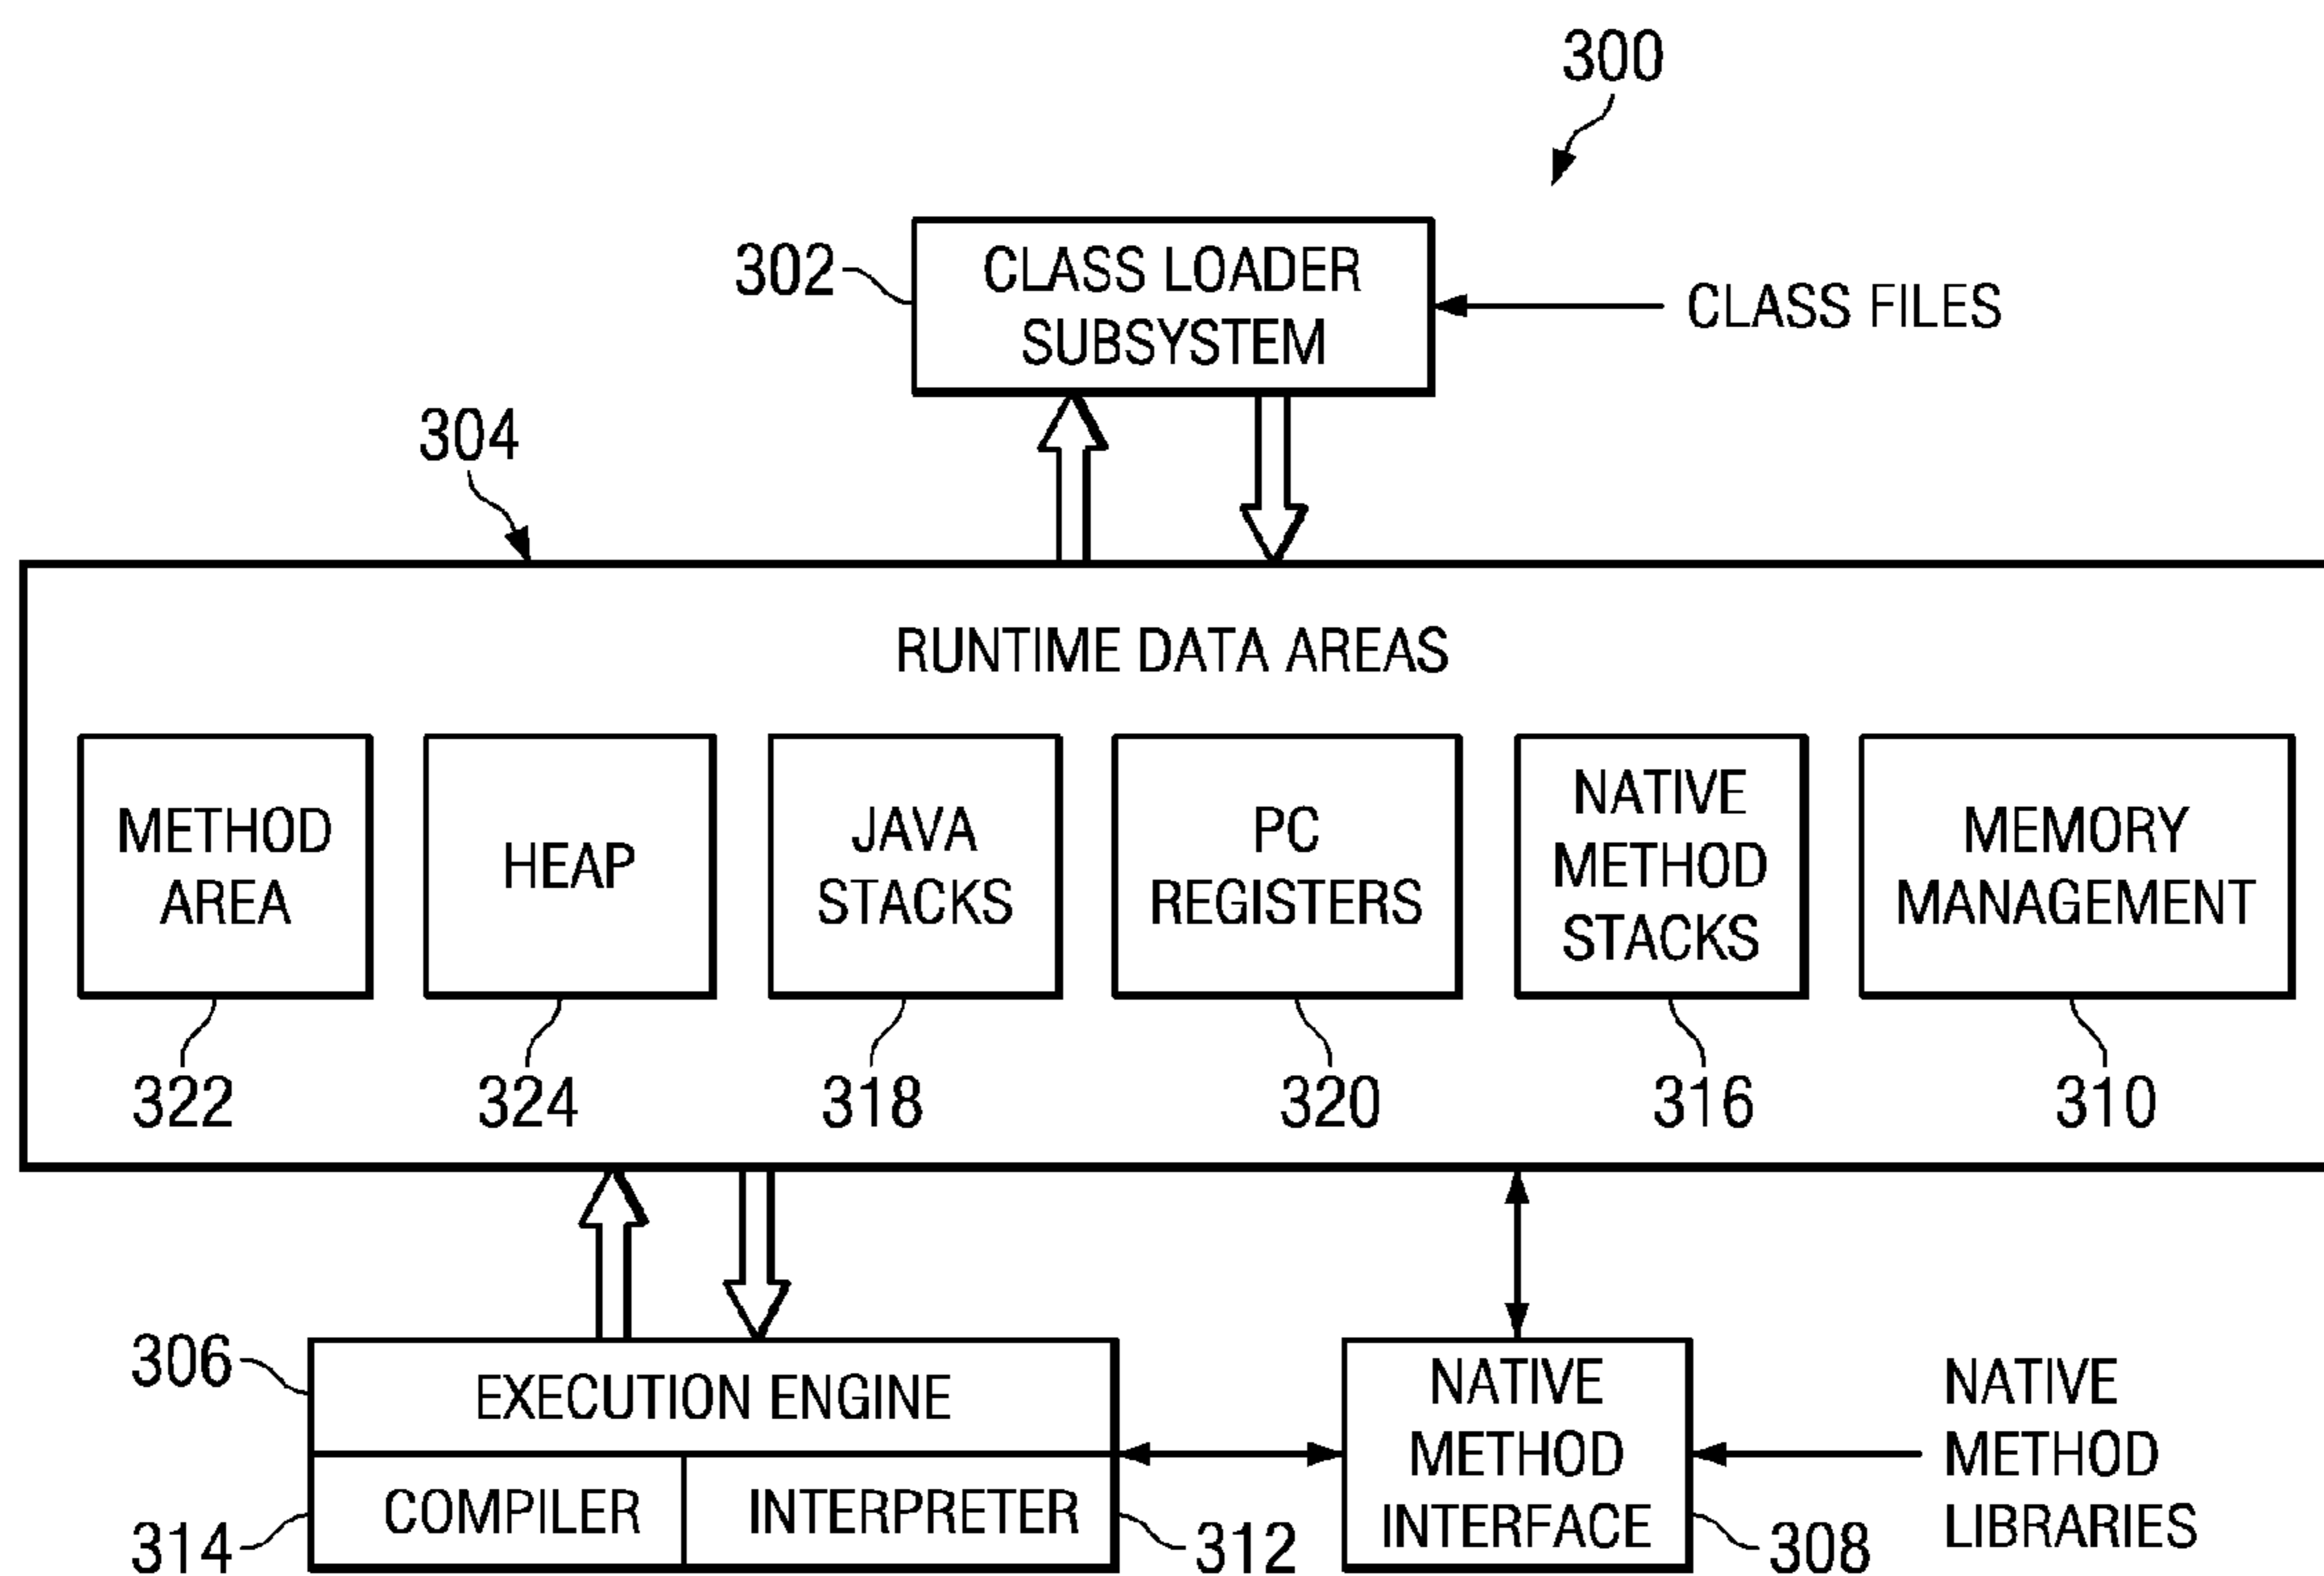 300
302
CLASS LOADER
SUBSYSTEM
CLASS FILES
304
RUNTIME DATA AREAS
METHOD
AREA
HEAP
JAVA
STACKS
PC
REGISTERS
NATIVE
METHOD
STACKS
MEMORY
MANAGEMENT
322
324
318
320
316
310
306
EXECUTION ENGINE
COMPILER
INTERPRETER
314
312
NATIVE
METHOD
INTERFACE
308
NATIVE
METHOD
LIBRARIES